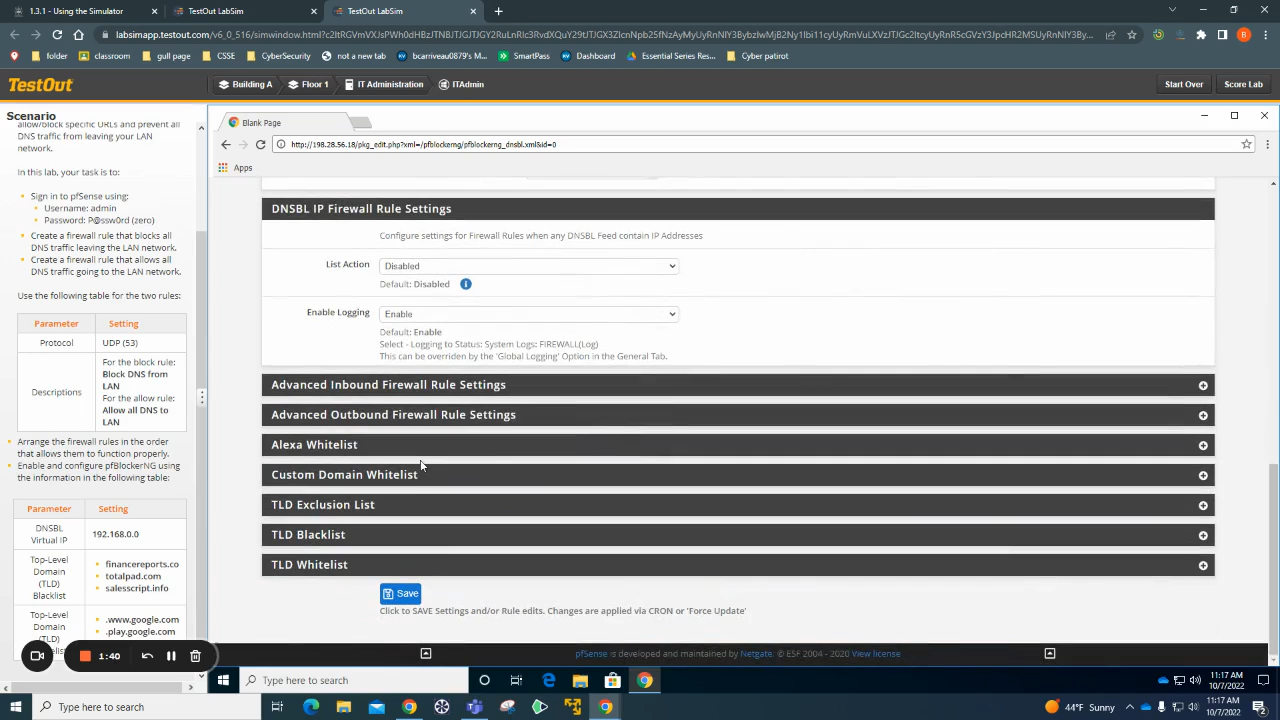 1.3.1 - Using the Simulator
TestOut LabSim
TestOut LabSim
folder classroom gull page CSSE CyberSecurity not a new tab bcarriveau0879's M... SmartPass Dashboard Essential Series Res... Cyber patriot
TestOut Building A Floor 1 IT Administration ITAdmin Start Over Score Lab
Scenario
allow/block specific URLs and prevent all
DNS traffic from leaving your LAN
network.
In this lab, your task is to:
Sign in to pfSense using:
Username: admin
Password: P@ssw0rd (zero)
Create a firewall rule that blocks all
DNS traffic leaving the LAN network.
Create a firewall rule that allows all
DNS traffic going to the LAN network.
Use the following table for the two rules:
Parameter Setting
Protocol UDP (53)
Descriptions
For the block rule:
Block DNS from
LAN
For the allow rule:
Allow all DNS to
LAN
Arrange the firewall rules in the order
that allows them to function properly.
Enable and configure pfBlockerNG using
the information in the following table:
Parameter Setting
DNSBL
Virtual IP
192.168.0.0
Top-Level
Domain
(TLD)
Blacklist
financereports.co
totalpad.com
salesscript.info
Top-Level
Domain
(TLD)
.www.google.com
.play.google.com
1:40
Blank Page
http://198.28.56.18/pkg_edit.php?xml=/pfblockerng/pfblockerng_dnsbl.xml&id=0
Apps
DNSBL IP Firewall Rule Settings
Configure settings for Firewall Rules when any DNSBL Feed contain IP Addresses
List Action Disabled
Default: Disabled
Enable Logging Enable
Default: Enable
Select - Logging to Status: System Logs: FIREWALL(Log)
This can be overriden by the 'Global Logging' Option in the General Tab.
Advanced Inbound Firewall Rule Settings
Advanced Outbound Firewall Rule Settings
Alexa Whitelist
Custom Domain Whitelist
TLD Exclusion List
TLD Blacklist
TLD Whitelist
Save
Click to SAVE Settings and/or Rule edits. Changes are applied via CRON or 'Force Update'
pfSense is developed and maintained by Netgate. © ESF 2004 - 2020 View license
Type here to search
11:17 AM
10/7/2022
Type here to search
44°F Sunny
11:17 AM
10/7/2022